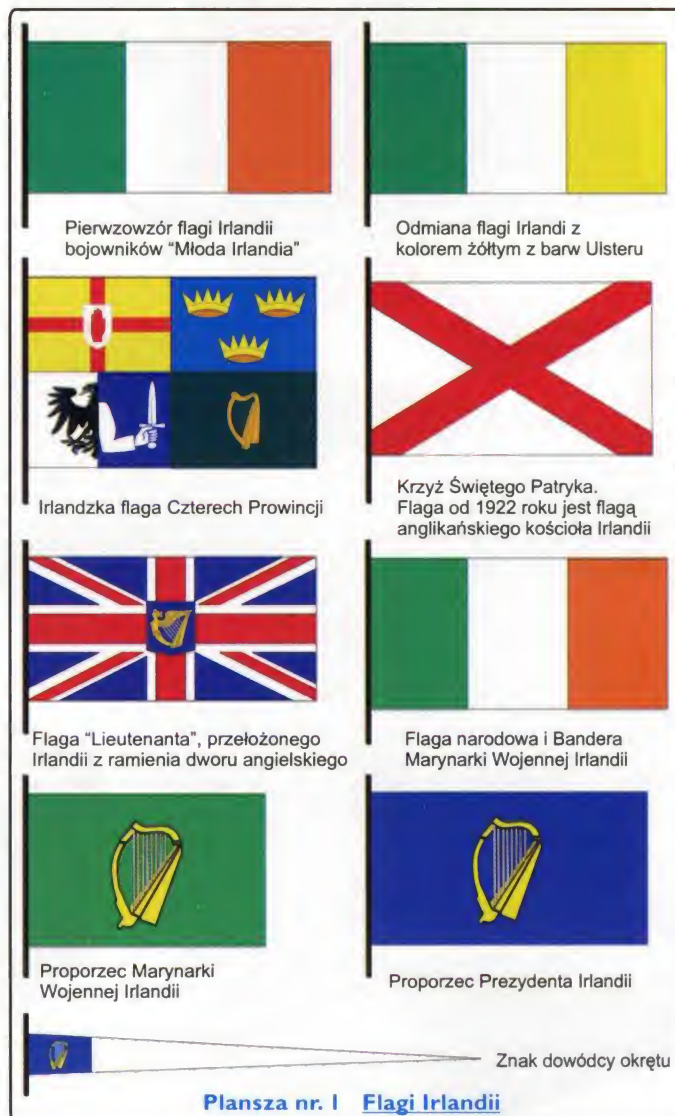 Pierwzowzór flagi Irlandii
bojowników "Młoda Irlandia"
Odmiana flagi Irlandi z
kolorem żółtym z barw Ulsteru
Irlandzka flaga Czterech Prowincji
Krzyż Świętego Patryka.
Flaga od 1922 roku jest flagą
anglikańskiego kościoła Irlandii
Flaga "Lieutenanta", przełożonego
Irlandii z ramienia dworu angielskiego
Flaga narodowa i Bandera
Marynarki Wojennej Irlandii
Proporzec Marynarki
Wojennej Irlandii
Proporzec Prezydenta Irlandii
Znak dowódcy okrętu
Plansza nr. I Flagi Irlandii